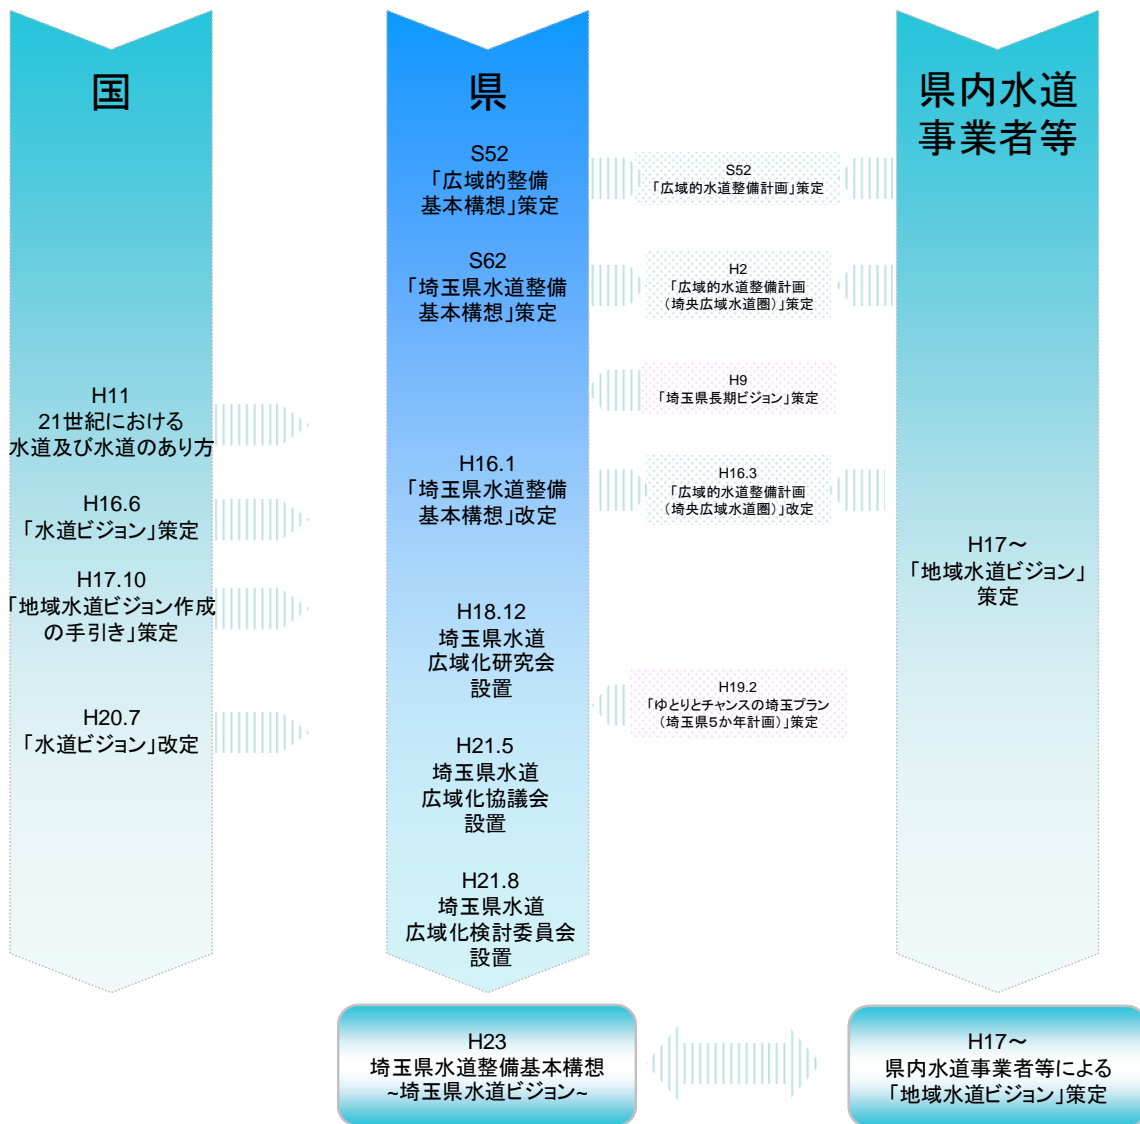 国
H11
21世紀における
水道及び水道のあり方
H16.6
「水道ビジョン」策定
H17.10
「地域水道ビジョン作成
の手引き」策定
H20.7
「水道ビジョン」改定
県
S52
「広域的整備
基本構想」策定
S62
「埼玉県水道整備
基本構想」策定
H16.1
「埼玉県水道整備
基本構想」改定
H18.12
埼玉県水道
広域化研究会
設置
H21.5
埼玉県水道
広域化協議会
設置
H21.8
埼玉県水道
広域化検討委員会
設置
S52
「広域的水道整備計画」策定
H2
「広域的水道整備計画
（埼央広域水道圏）」策定
H9
「埼玉県長期ビジョン」策定
H16.3
「広域的水道整備計画
（埼央広域水道圏）」改定
H19.2
「ゆとりとチャンスの埼玉プラン
（埼玉県5か年計画）」策定
県内水道
事業者等
H17～
「地域水道ビジョン」
策定
H23
埼玉県水道整備基本構想
~埼玉県水道ビジョン~
H17～
県内水道事業者等による
「地域水道ビジョン」策定